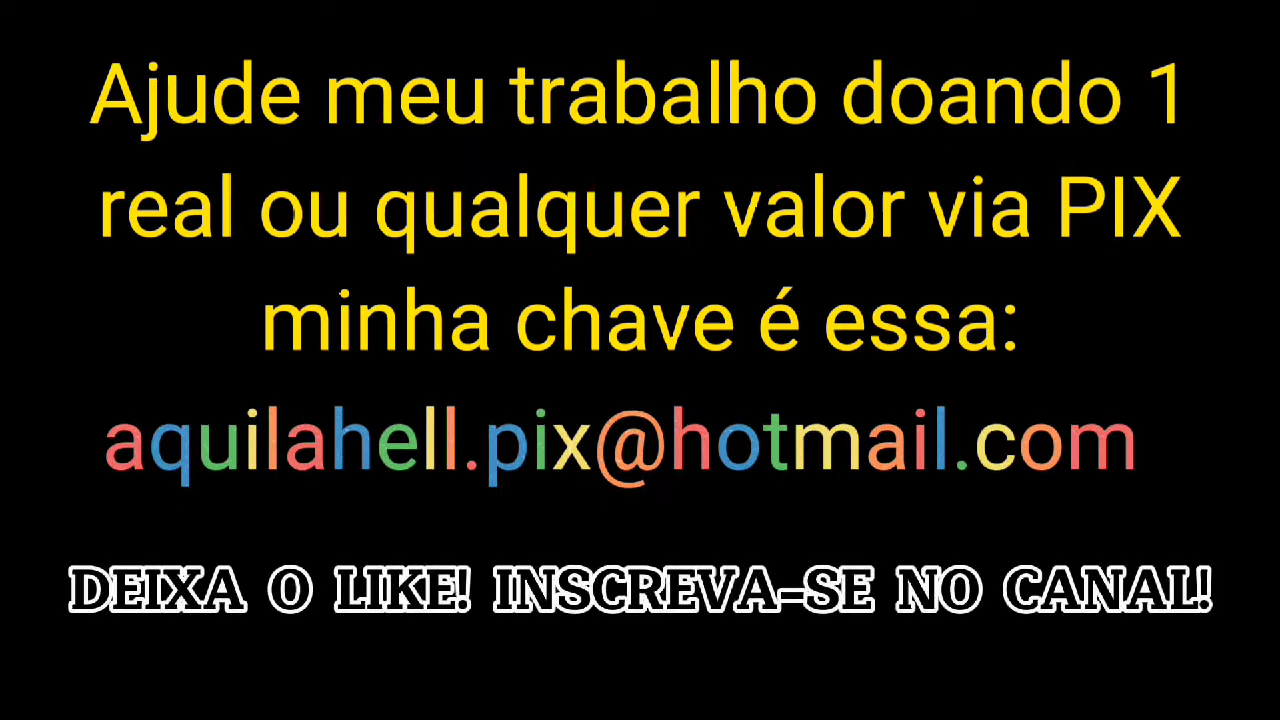 Ajude meu trabalho doando 1
real ou qualquer valor via PIX
minha chave é essa:
aquilahell.pix@hotmail.com
DEIXA O LIKE! INSCREVA-SE NO CANAL!